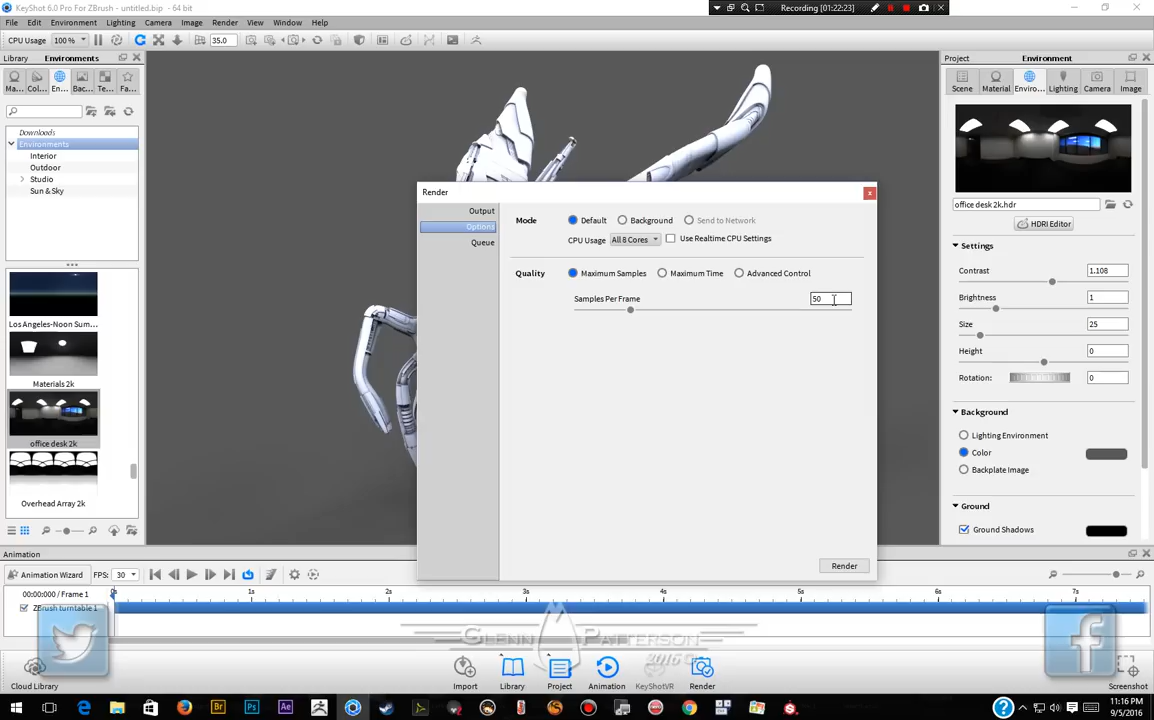 KeyShot 6.0 Pro For ZBrush - untitled.bip - 64 bit
Recording [01:22:23]
File Edit Environment Lighting Camera Image Render View Window Help
CPU Usage 100 % 35.0
Library Environments
Project Environment
Ma... Col... En... Bac... Te... Fa...
Scene Material Enviro... Lighting Camera Image
Downloads
Environments
Interior
Outdoor
Studio
Sun & Sky
Los Angeles-Noon Sum...
Materials 2k
office desk 2k
Overhead Array 2k
Render
Output
Options
Queue
Mode Default Background Send to Network
CPU Usage All 8 Cores Use Realtime CPU Settings
Quality Maximum Samples Maximum Time Advanced Control
Samples Per Frame 50
Render
office desk 2k.hdr
HDRI Editor
Settings
Contrast 1.108
Brightness 1
Size 25
Height 0
Rotation: 0
Background
Lighting Environment
Color
Backplate Image
Ground
Ground Shadows
Animation
Animation Wizard FPS: 30
00:00:000 / Frame 1 0s 1s 2s 3s 4s 5s 6s 7s
ZBrush turntable 1
Glenn Patterson
2016
Cloud Library Import Library Project Animation KeyShotVR Render Screenshot
11:16 PM
9/5/2016